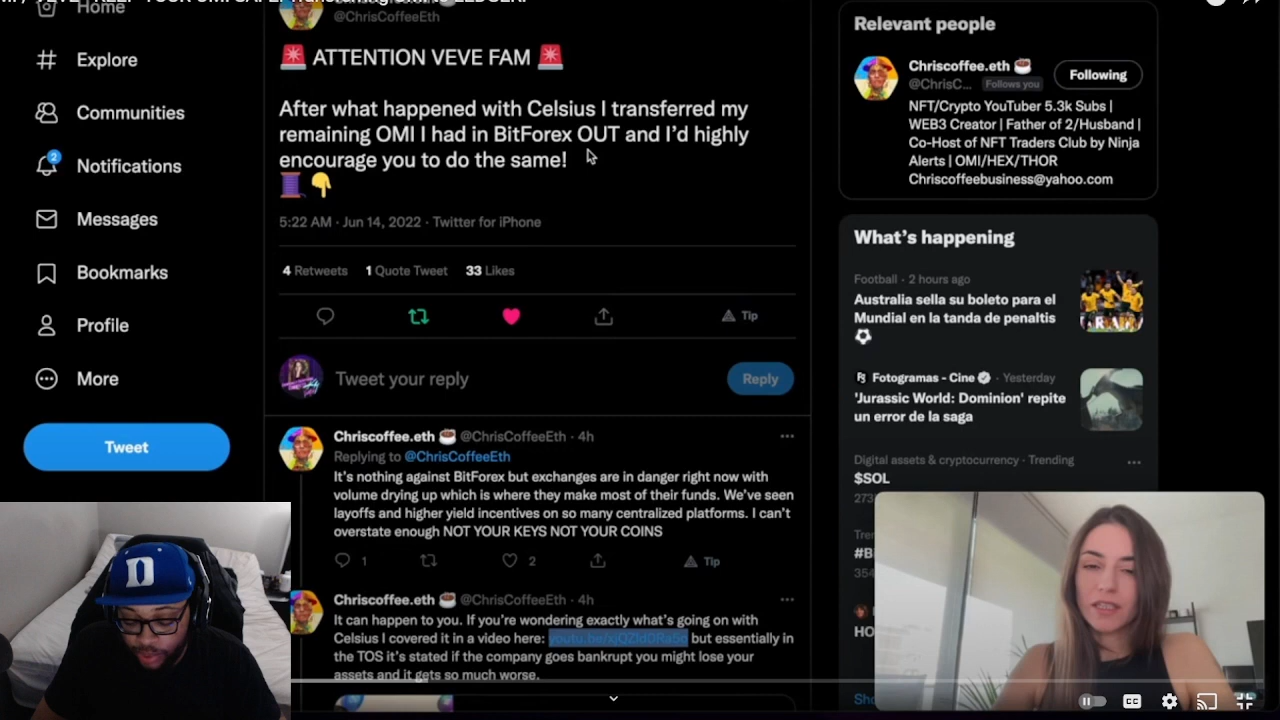 Home
Explore
Communities
Notifications
2
Messages
Bookmarks
Profile
More
Tweet
@ChrisCoffeeEth
🚨 ATTENTION VEVE FAM 🚨
After what happened with Celsius I transferred my
remaining OMI I had in BitForex OUT and I'd highly
encourage you to do the same!
🧵👇
5:22 AM · Jun 14, 2022 · Twitter for iPhone
4 Retweets 1 Quote Tweet 33 Likes
Tip
Tweet your reply
Reply
Chriscoffee.eth ☕ @ChrisCoffeeEth · 4h
Replying to @ChrisCoffeeEth
It's nothing against BitForex but exchanges are in danger right now with
volume drying up which is where they make most of their funds. We've seen
layoffs and higher yield incentives on so many centralized platforms. I can't
overstate enough NOT YOUR KEYS NOT YOUR COINS
1 2 Tip
Chriscoffee.eth ☕ @ChrisCoffeeEth · 4h
It can happen to you. If you're wondering exactly what's going on with
Celsius I covered it in a video here: but essentially in
the TOS it's stated if the company goes bankrupt you might lose your
assets and it gets so much worse.
Relevant people
Chriscoffee.eth ☕
@ChrisC... Follows you
Following
NFT/Crypto YouTuber 5.3k Subs |
WEB3 Creator | Father of 2/Husband |
Co-Host of NFT Traders Club by Ninja
Alerts | OMI/HEX/THOR
Chriscoffeebusiness@yahoo.com
What's happening
Football · 2 hours ago
Australia sella su boleto para el
Mundial en la tanda de penaltis
⚽
Fotogramas - Cine · Yesterday
'Jurassic World: Dominion' repite
un error de la saga
Digital assets & cryptocurrency · Trending
$SOL
273
Tre
#B
354
HO
Sho
D
CC